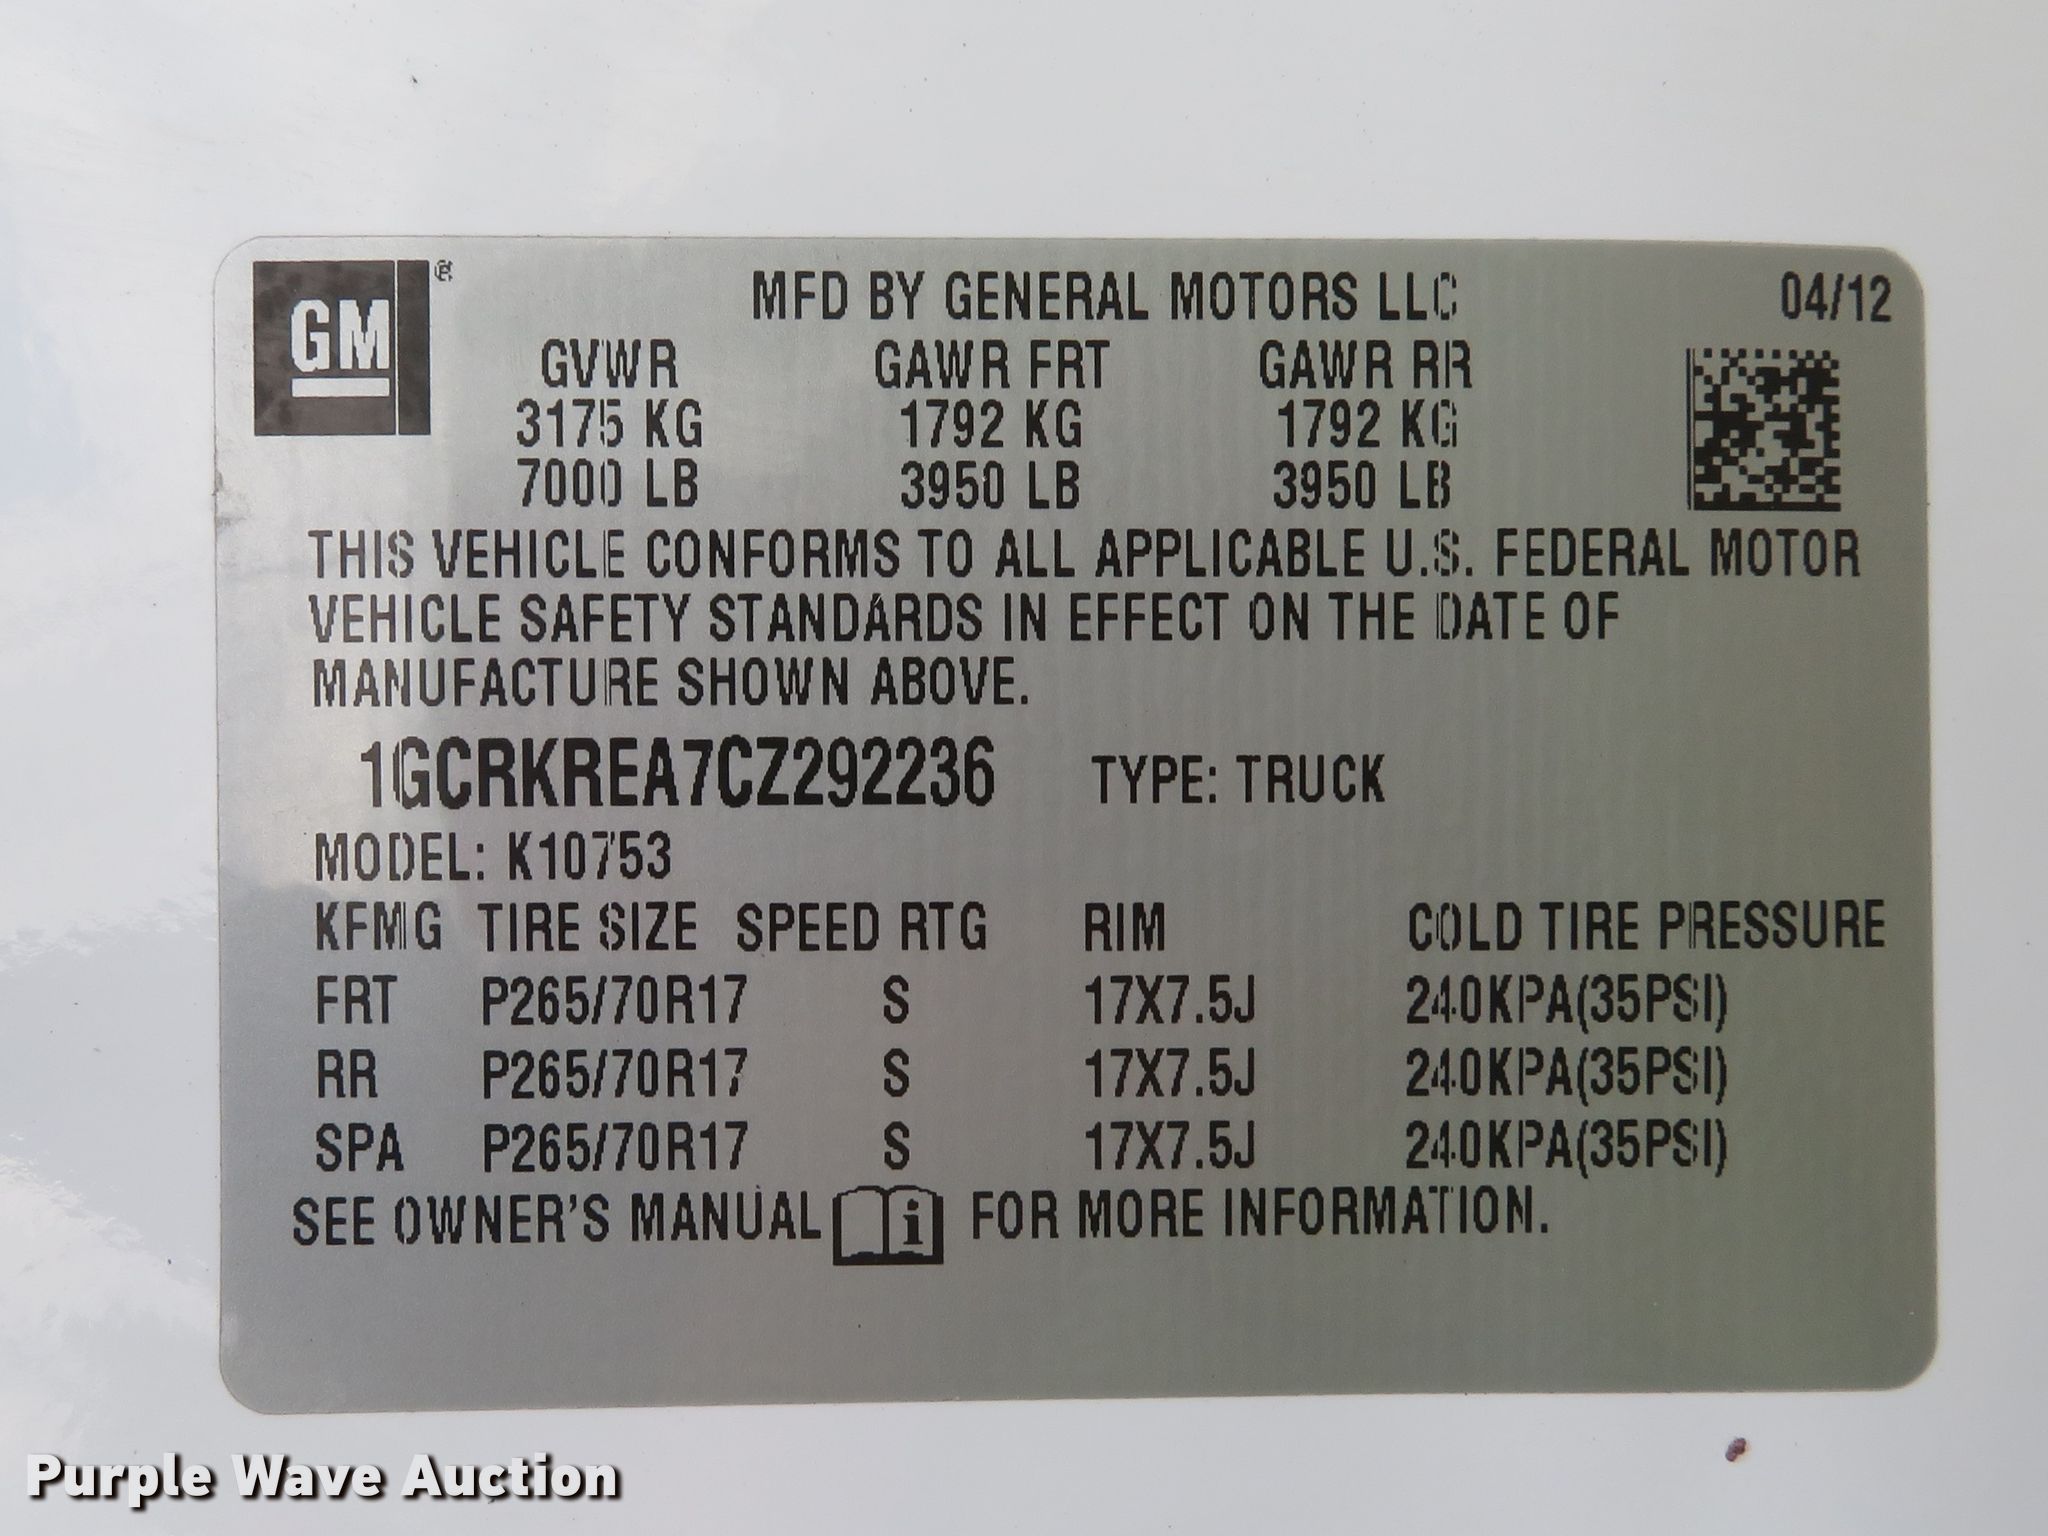 GM
MFD BY GENERAL MOTORS LLC 04/12
GVWR GAWR FRT GAWR RR
3175 KG 1792 KG 1792 KG
7000 LB 3950 LB 3950 LB
THIS VEHICLE CONFORMS TO ALL APPLICABLE U.S. FEDERAL MOTOR
VEHICLE SAFETY STANDARDS IN EFFECT ON THE DATE OF
MANUFACTURE SHOWN ABOVE.
1GCRKREA7CZ292236 TYPE: TRUCK
MODEL: K10753
KFMG TIRE SIZE SPEED RTG RIM COLD TIRE PRESSURE
FRT P265/70R17 S 17X7.5J 240KPA(35PSI)
RR P265/70R17 S 17X7.5J 240KPA(35PSI)
SPA P265/70R17 S 17X7.5J 240KPA(35PSI)
SEE OWNER'S MANUAL i FOR MORE INFORMATION.
Purple Wave Auction